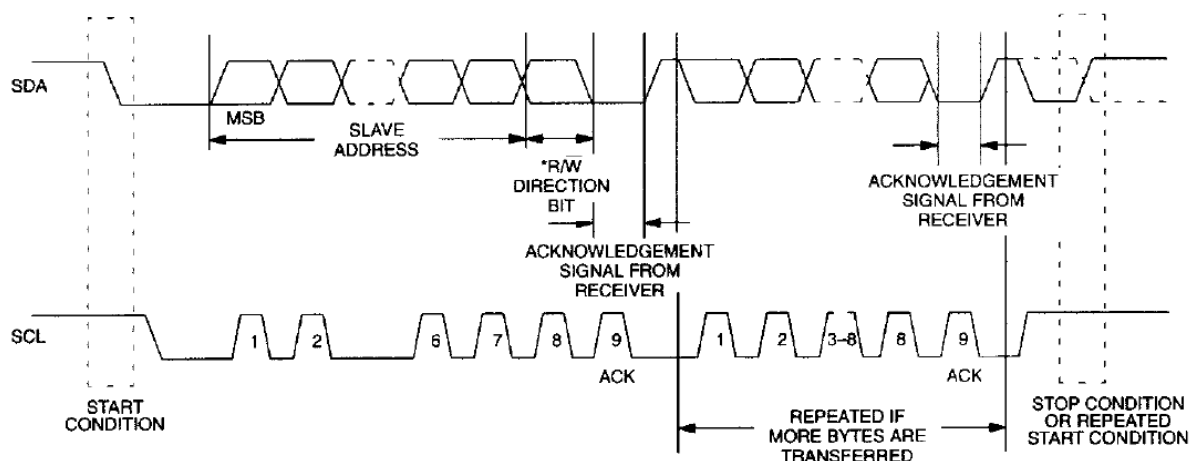 SDA
MSB
SLAVE
ADDRESS
*R/W̅
DIRECTION
BIT
ACKNOWLEDGEMENT
SIGNAL FROM
RECEIVER
ACKNOWLEDGEMENT
SIGNAL FROM
RECEIVER
SCL
1 2 6 7 8 9 1 2 3–8 8 9
ACK ACK
START
CONDITION
REPEATED IF
MORE BYTES ARE
TRANSFERRED
STOP CONDITION
OR REPEATED
START CONDITION